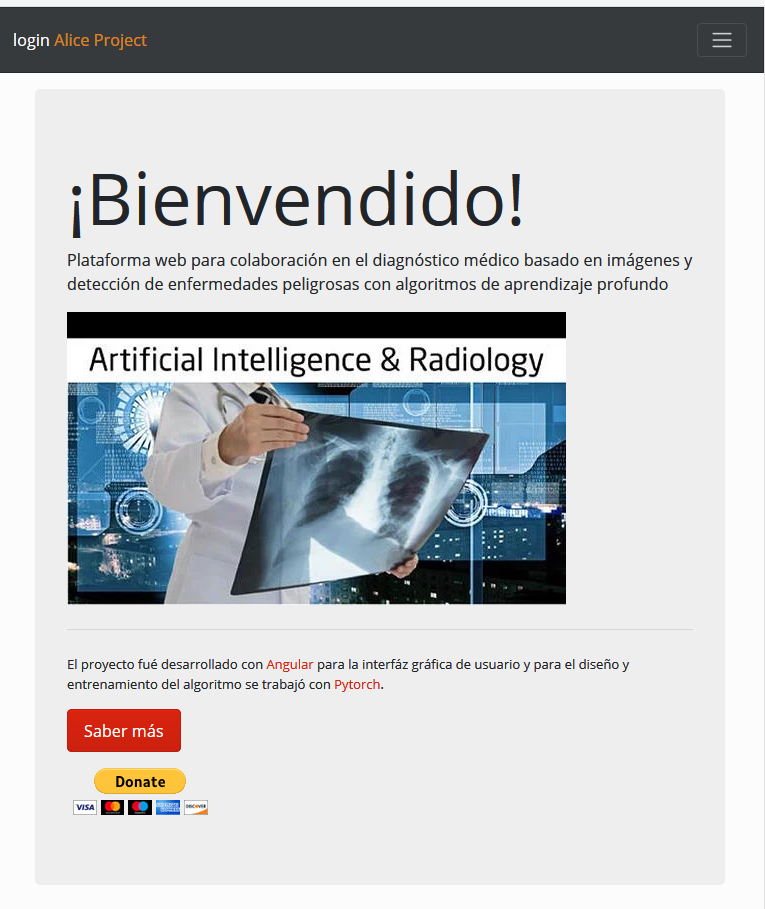 login Alice Project
¡Bienvendido!
Plataforma web para colaboración en el diagnóstico médico basado en imágenes y
detección de enfermedades peligrosas con algoritmos de aprendizaje profundo
Artificial Intelligence & Radiology
El proyecto fué desarrollado con Angular para la interfáz gráfica de usuario y para el diseño y
entrenamiento del algoritmo se trabajó con Pytorch.
Saber más
Donate
VISA
DISCOVER